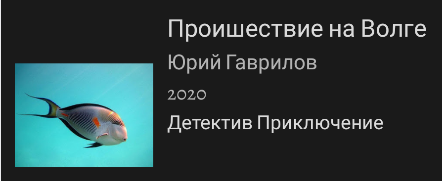 Проишествие на Волге
Юрий Гаврилов
2020
Детектив Приключение